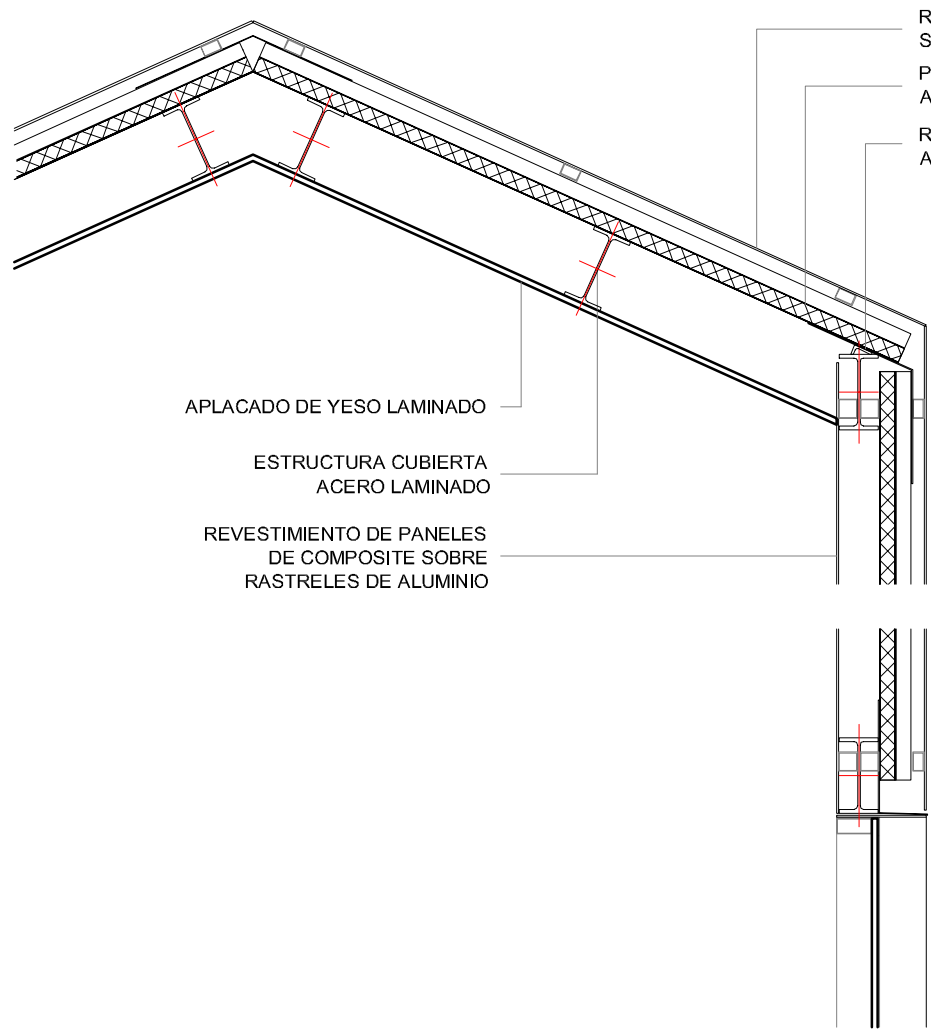 R
S
P
A
R
A
APLACADO DE YESO LAMINADO
ESTRUCTURA CUBIERTA
ACERO LAMINADO
REVESTIMIENTO DE PANELES
DE COMPOSITE SOBRE
RASTRELES DE ALUMINIO